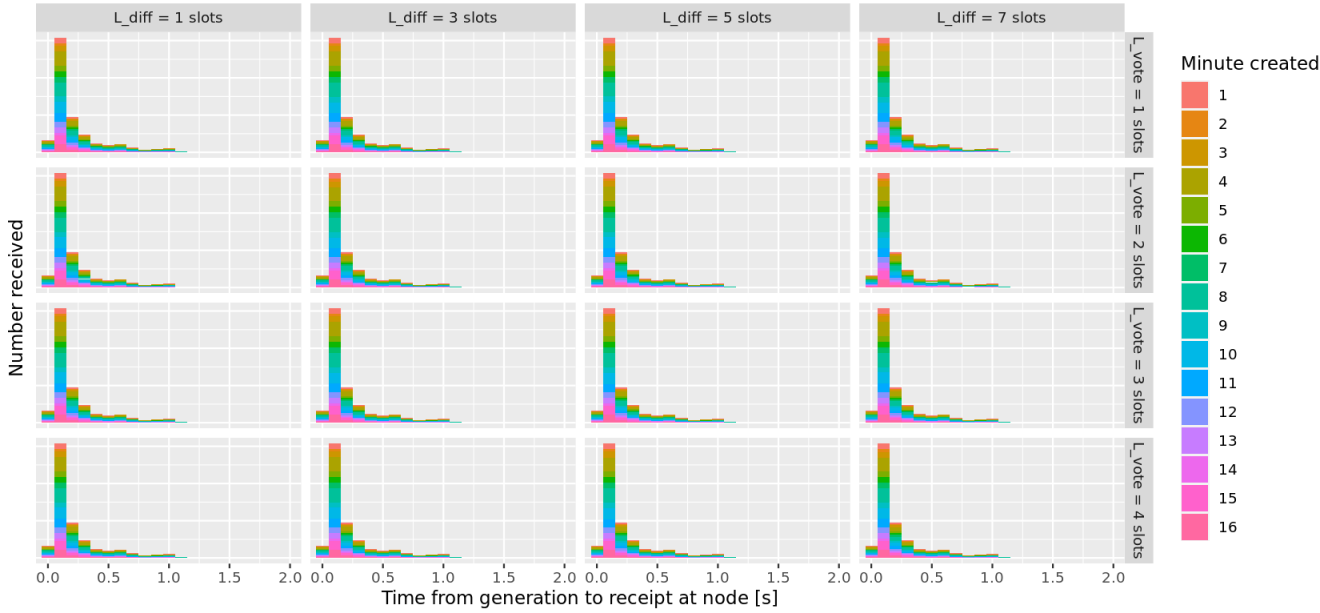 L_diff = 1 slots
L_diff = 3 slots
L_diff = 5 slots
L_diff = 7 slots
L_vote = 1 slots
L_vote = 2 slots
L_vote = 3 slots
L_vote = 4 slots
Number received
0.0 0.5 1.0 1.5 2.0
0.0 0.5 1.0 1.5 2.0
0.0 0.5 1.0 1.5 2.0
0.0 0.5 1.0 1.5 2.0
Time from generation to receipt at node [s]
Minute created
1
2
3
4
5
6
7
8
9
10
11
12
13
14
15
16